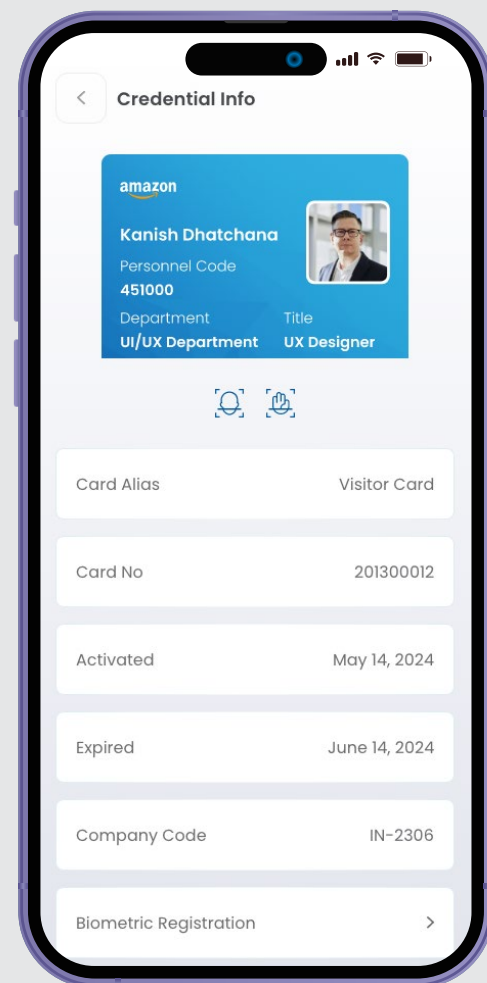 Credential Info
amazon
Kanish Dhatchana
Personnel Code
451000
Department Title
UI/UX Department UX Designer
Card Alias Visitor Card
Card No 201300012
Activated May 14, 2024
Expired June 14, 2024
Company Code IN-2306
Biometric Registration